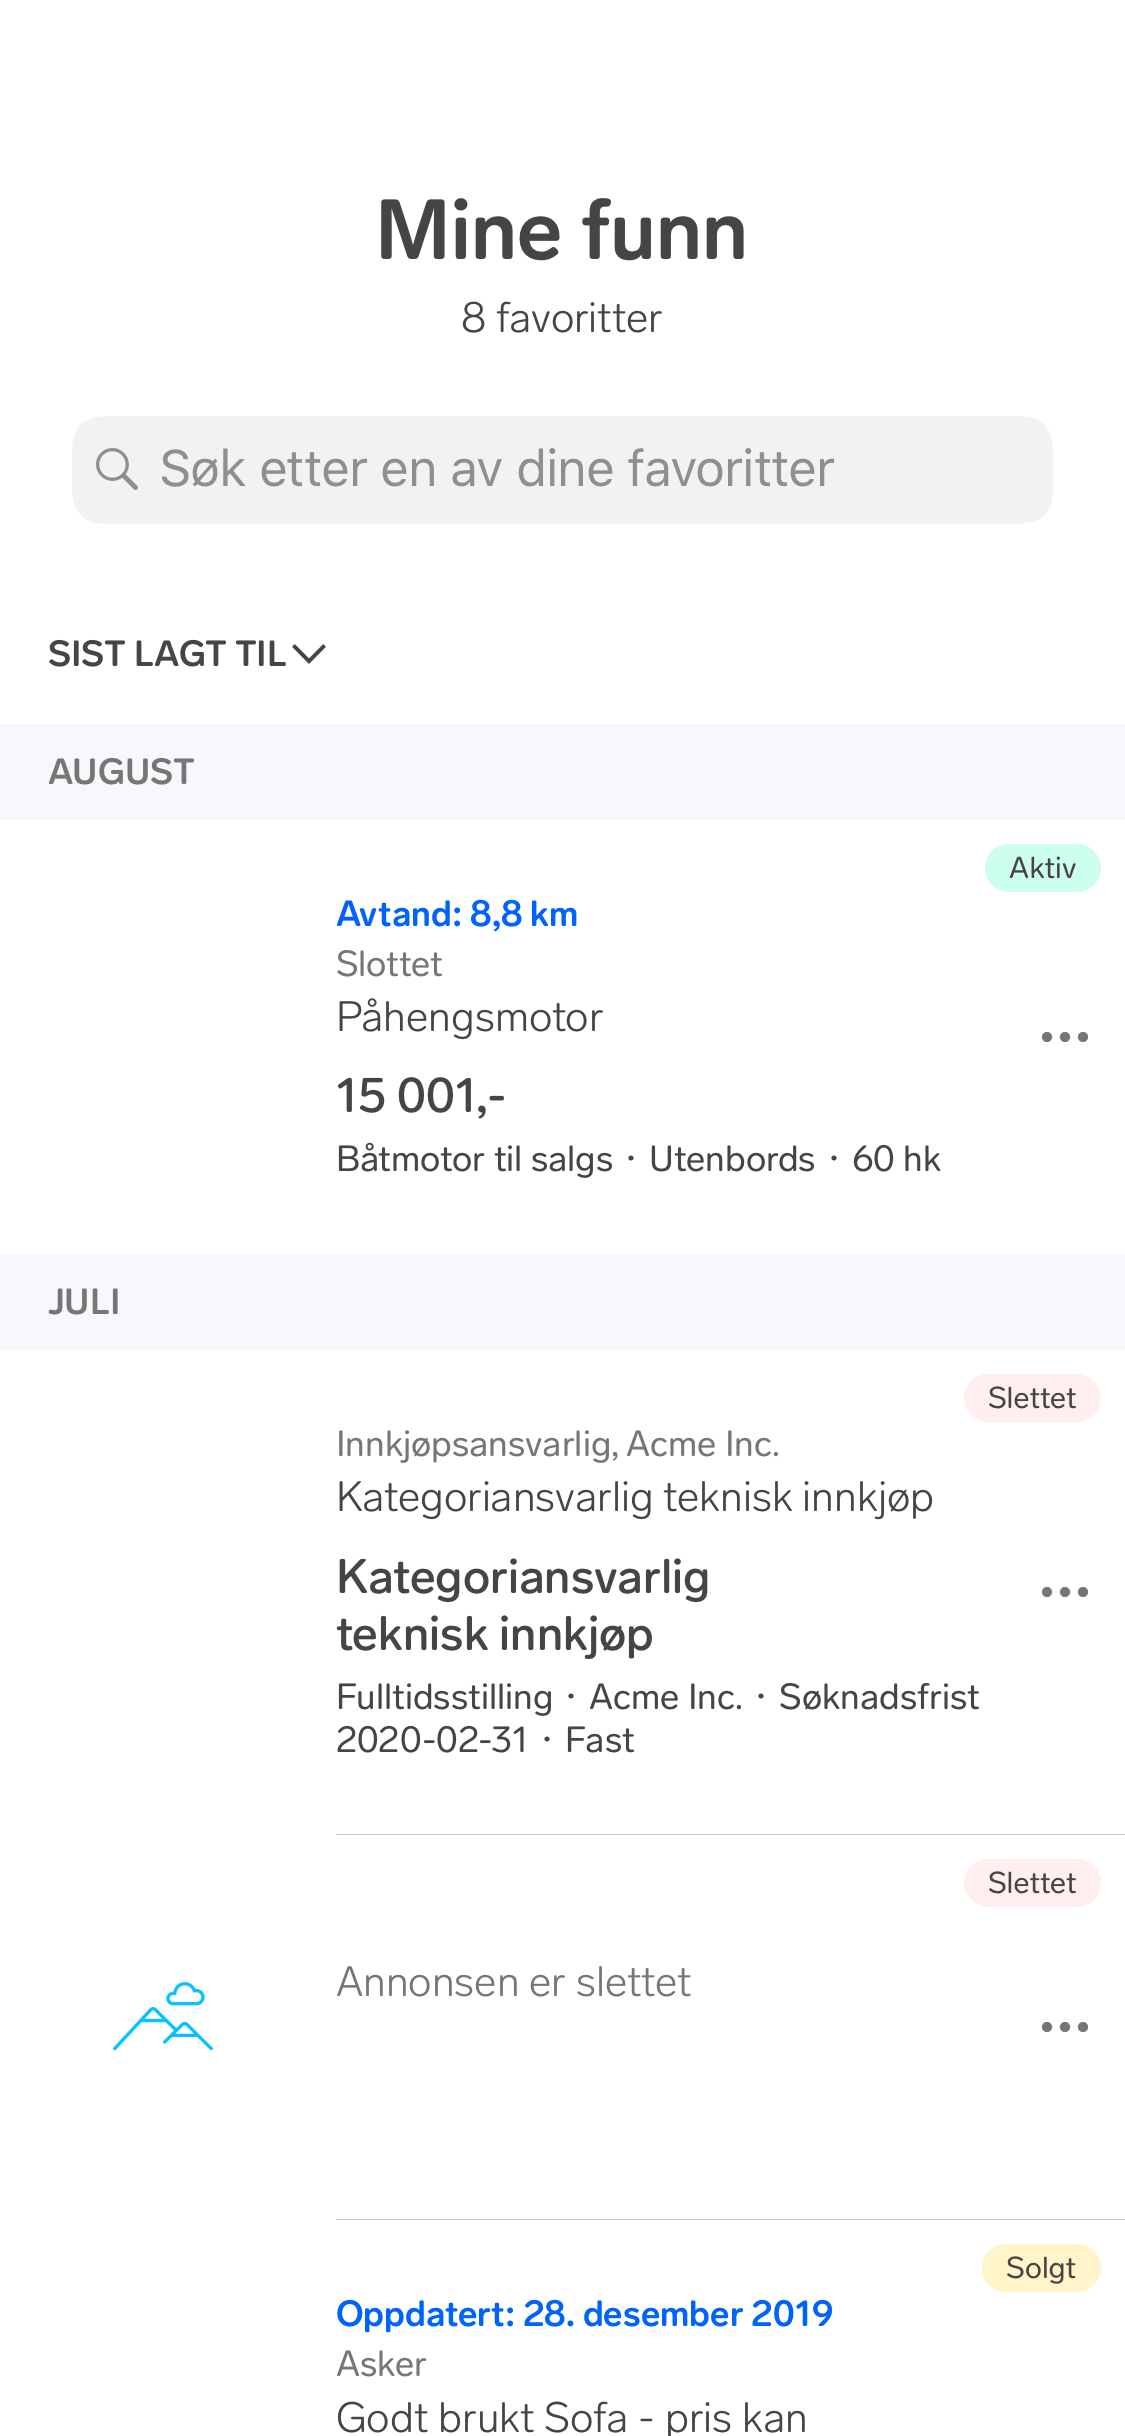 Mine funn
8 favoritter
Søk etter en av dine favoritter
SIST LAGT TIL
AUGUST
Aktiv
Avtand: 8,8 km
Slottet
Påhengsmotor
15 001,-
Båtmotor til salgs · Utenbords · 60 hk
JULI
Slettet
Innkjøpsansvarlig, Acme Inc.
Kategoriansvarlig teknisk innkjøp
Kategoriansvarlig
teknisk innkjøp
Fulltidsstilling · Acme Inc. · Søknadsfrist
2020-02-31 · Fast
Slettet
Annonsen er slettet
Solgt
Oppdatert: 28. desember 2019
Asker
Godt brukt Sofa - pris kan